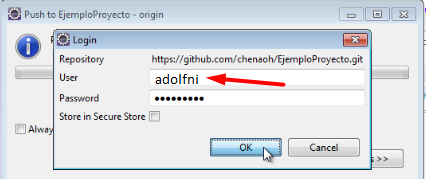 Push to EjemploProyecto - origin
Login
Repository https://github.com/chenaoh/EjemploProyecto.git
User adolfni
Password •••••••••
Store in Secure Store
Alway
OK Cancel
>>